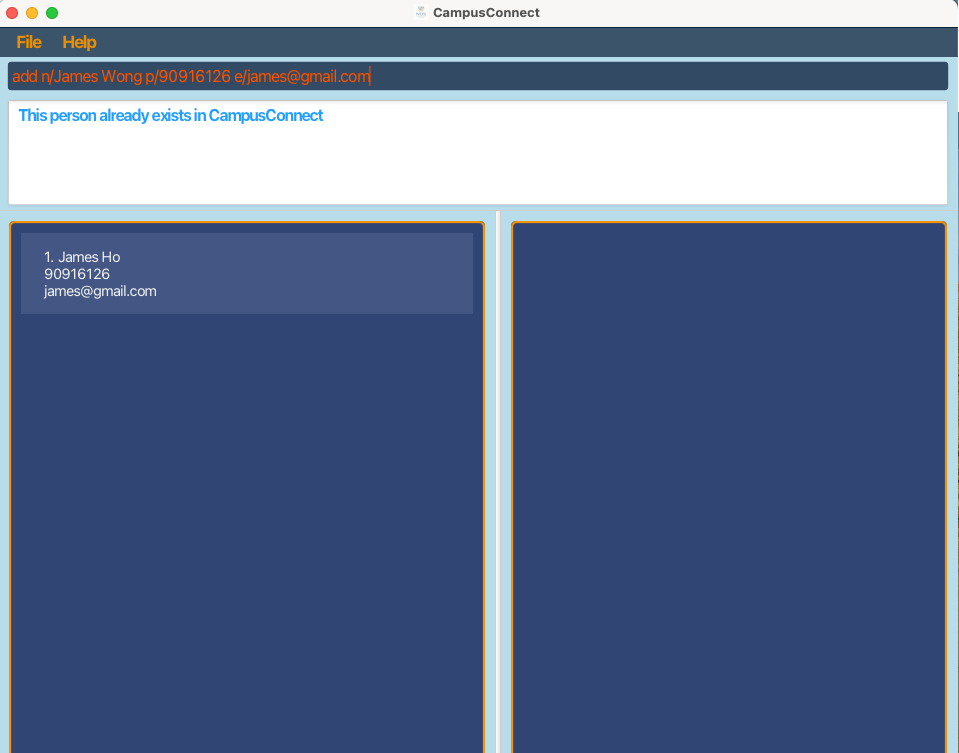 CampusConnect
File Help
add n/James Wong p/90916126 e/james@gmail.com
This person already exists in CampusConnect
1. James Ho
90916126
james@gmail.com